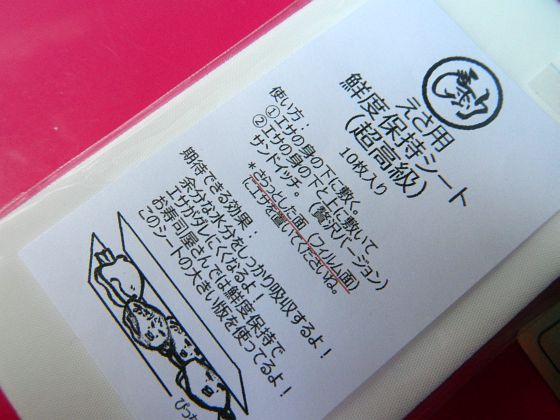 えさ用
鮮度保持シート
（超高級）
10枚入り
使い方：
①エサの身の下に敷く。
②エサの身の下と上に敷いて
サンドイッチ。（贅沢バージョン）
＊さらっとした面（フィルム面）
にエサを置いてくださいね。
期待できる効果：
余分な水分をしっかり吸収するよ！
エサが臭いにくくなるよ！
お寿司屋さんでは鮮度保持で
このシートの大きい版を使ってるよ！